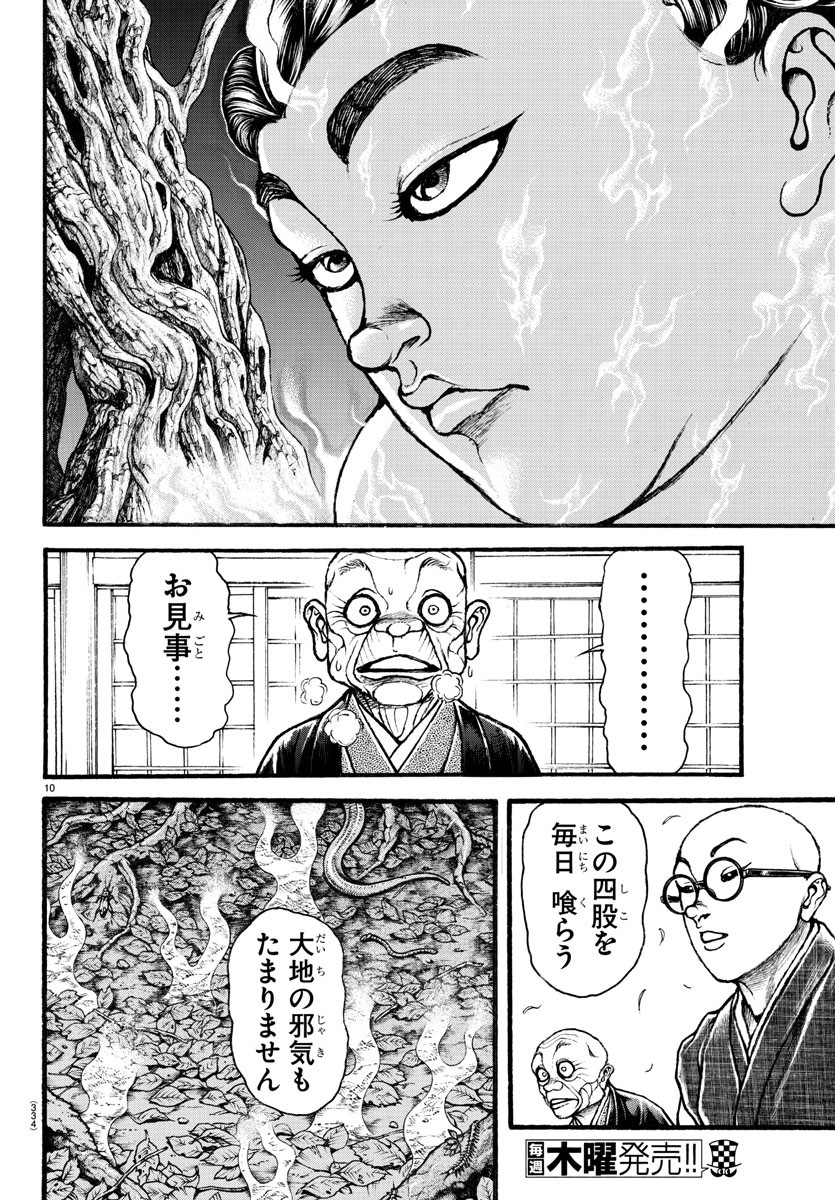 …………
お見事……
この四股を
毎日 喰らう
大地の邪気も
たまりません
10
(334)
毎週木曜発売!!